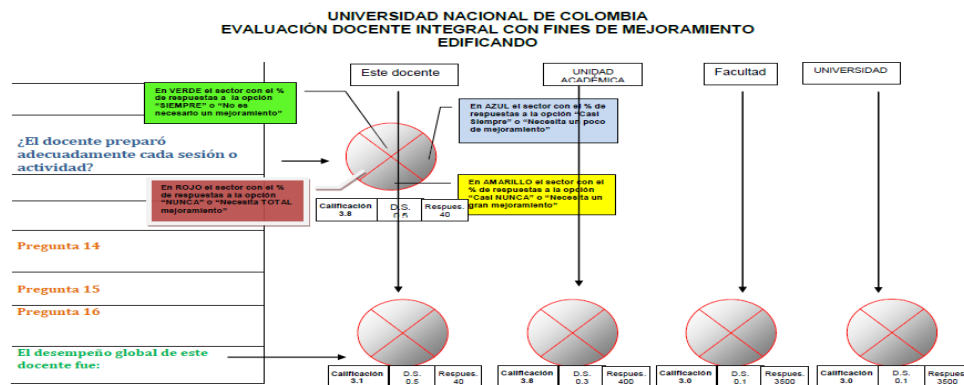 UNIVERSIDAD NACIONAL DE COLOMBIA
EVALUACIÓN DOCENTE INTEGRAL CON FINES DE MEJORAMIENTO
EDIFICANDO
Este docente
UNIDAD
ACADÉMICA
Facultad
UNIVERSIDAD
En VERDE el sector con el %
de respuestas a la opción
"SIEMPRE" o "No es
necesario un mejoramiento"
En AZUL el sector con el % de
respuestas a la opción "Casi
Siempre" o "Necesita un poco
de mejoramiento"
¿El docente preparó
adecuadamente cada sesión o
actividad?
En ROJO el sector con el %
de respuestas a la opción
"NUNCA" o "Necesita TOTAL
mejoramiento"
En AMARILLO el sector con el
% de respuestas a la opción
"Casi NUNCA" o "Necesita un
gran mejoramiento"
Calificación
3.8
D.S.
0.5
Respues.
40
Pregunta 14
Pregunta 15
Pregunta 16
El desempeño global de este
docente fue:
Calificación
3.1
D.S.
0.5
Respues.
40
Calificación
3.8
D.S.
0.3
Respues.
400
Calificación
3.0
D.S.
0.1
Respues.
3500
Calificación
3.0
D.S.
0.1
Respues.
3500